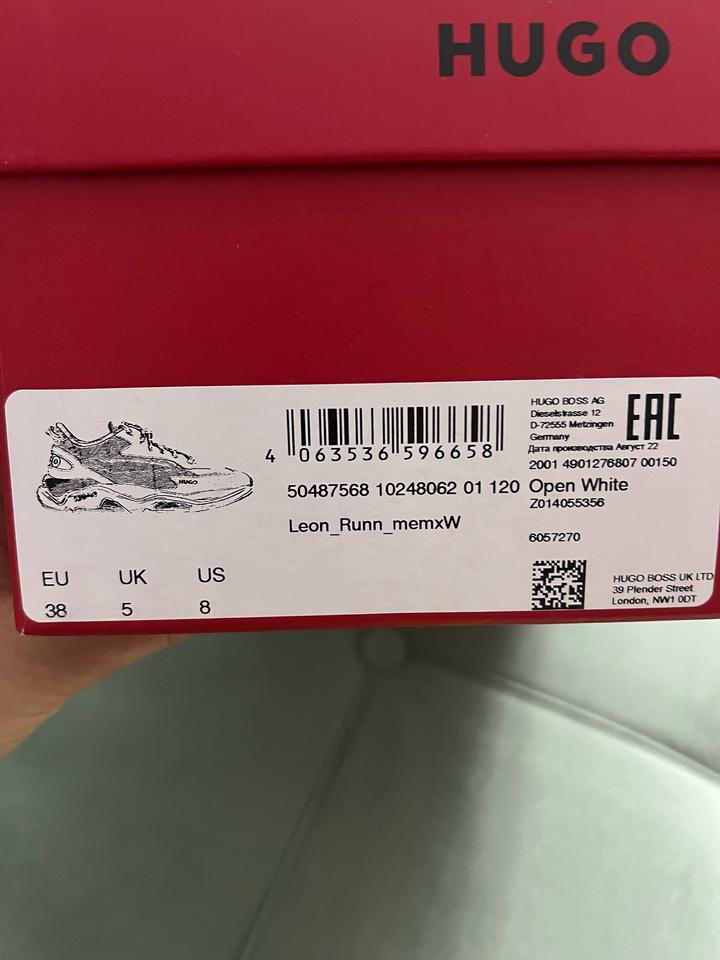 HUGO
HUGO BOSS AG
Dieselstrasse 12
D-72555 Metzingen
Germany
EAC
Дата производства Август 22
4 063536 596658
2001 4901276807 00150
50487568 10248062 01 120 Open White
Z014055356
Leon_Runn_memxW
6057270
HUGO
EU UK US
38 5 8
HUGO BOSS UK LTD
39 Plender Street
London, NW1 0DT